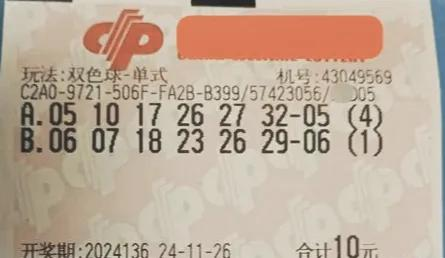 玩法:双色球-单式 机号:43049569
C2A0-9721-506F-FA2B-B399/57423056/ 005
A.05 10 17 26 27 32-05 (4)
B.06 07 18 23 26 29-06 (1)
开奖期:2024136 24-11-26 合计10元